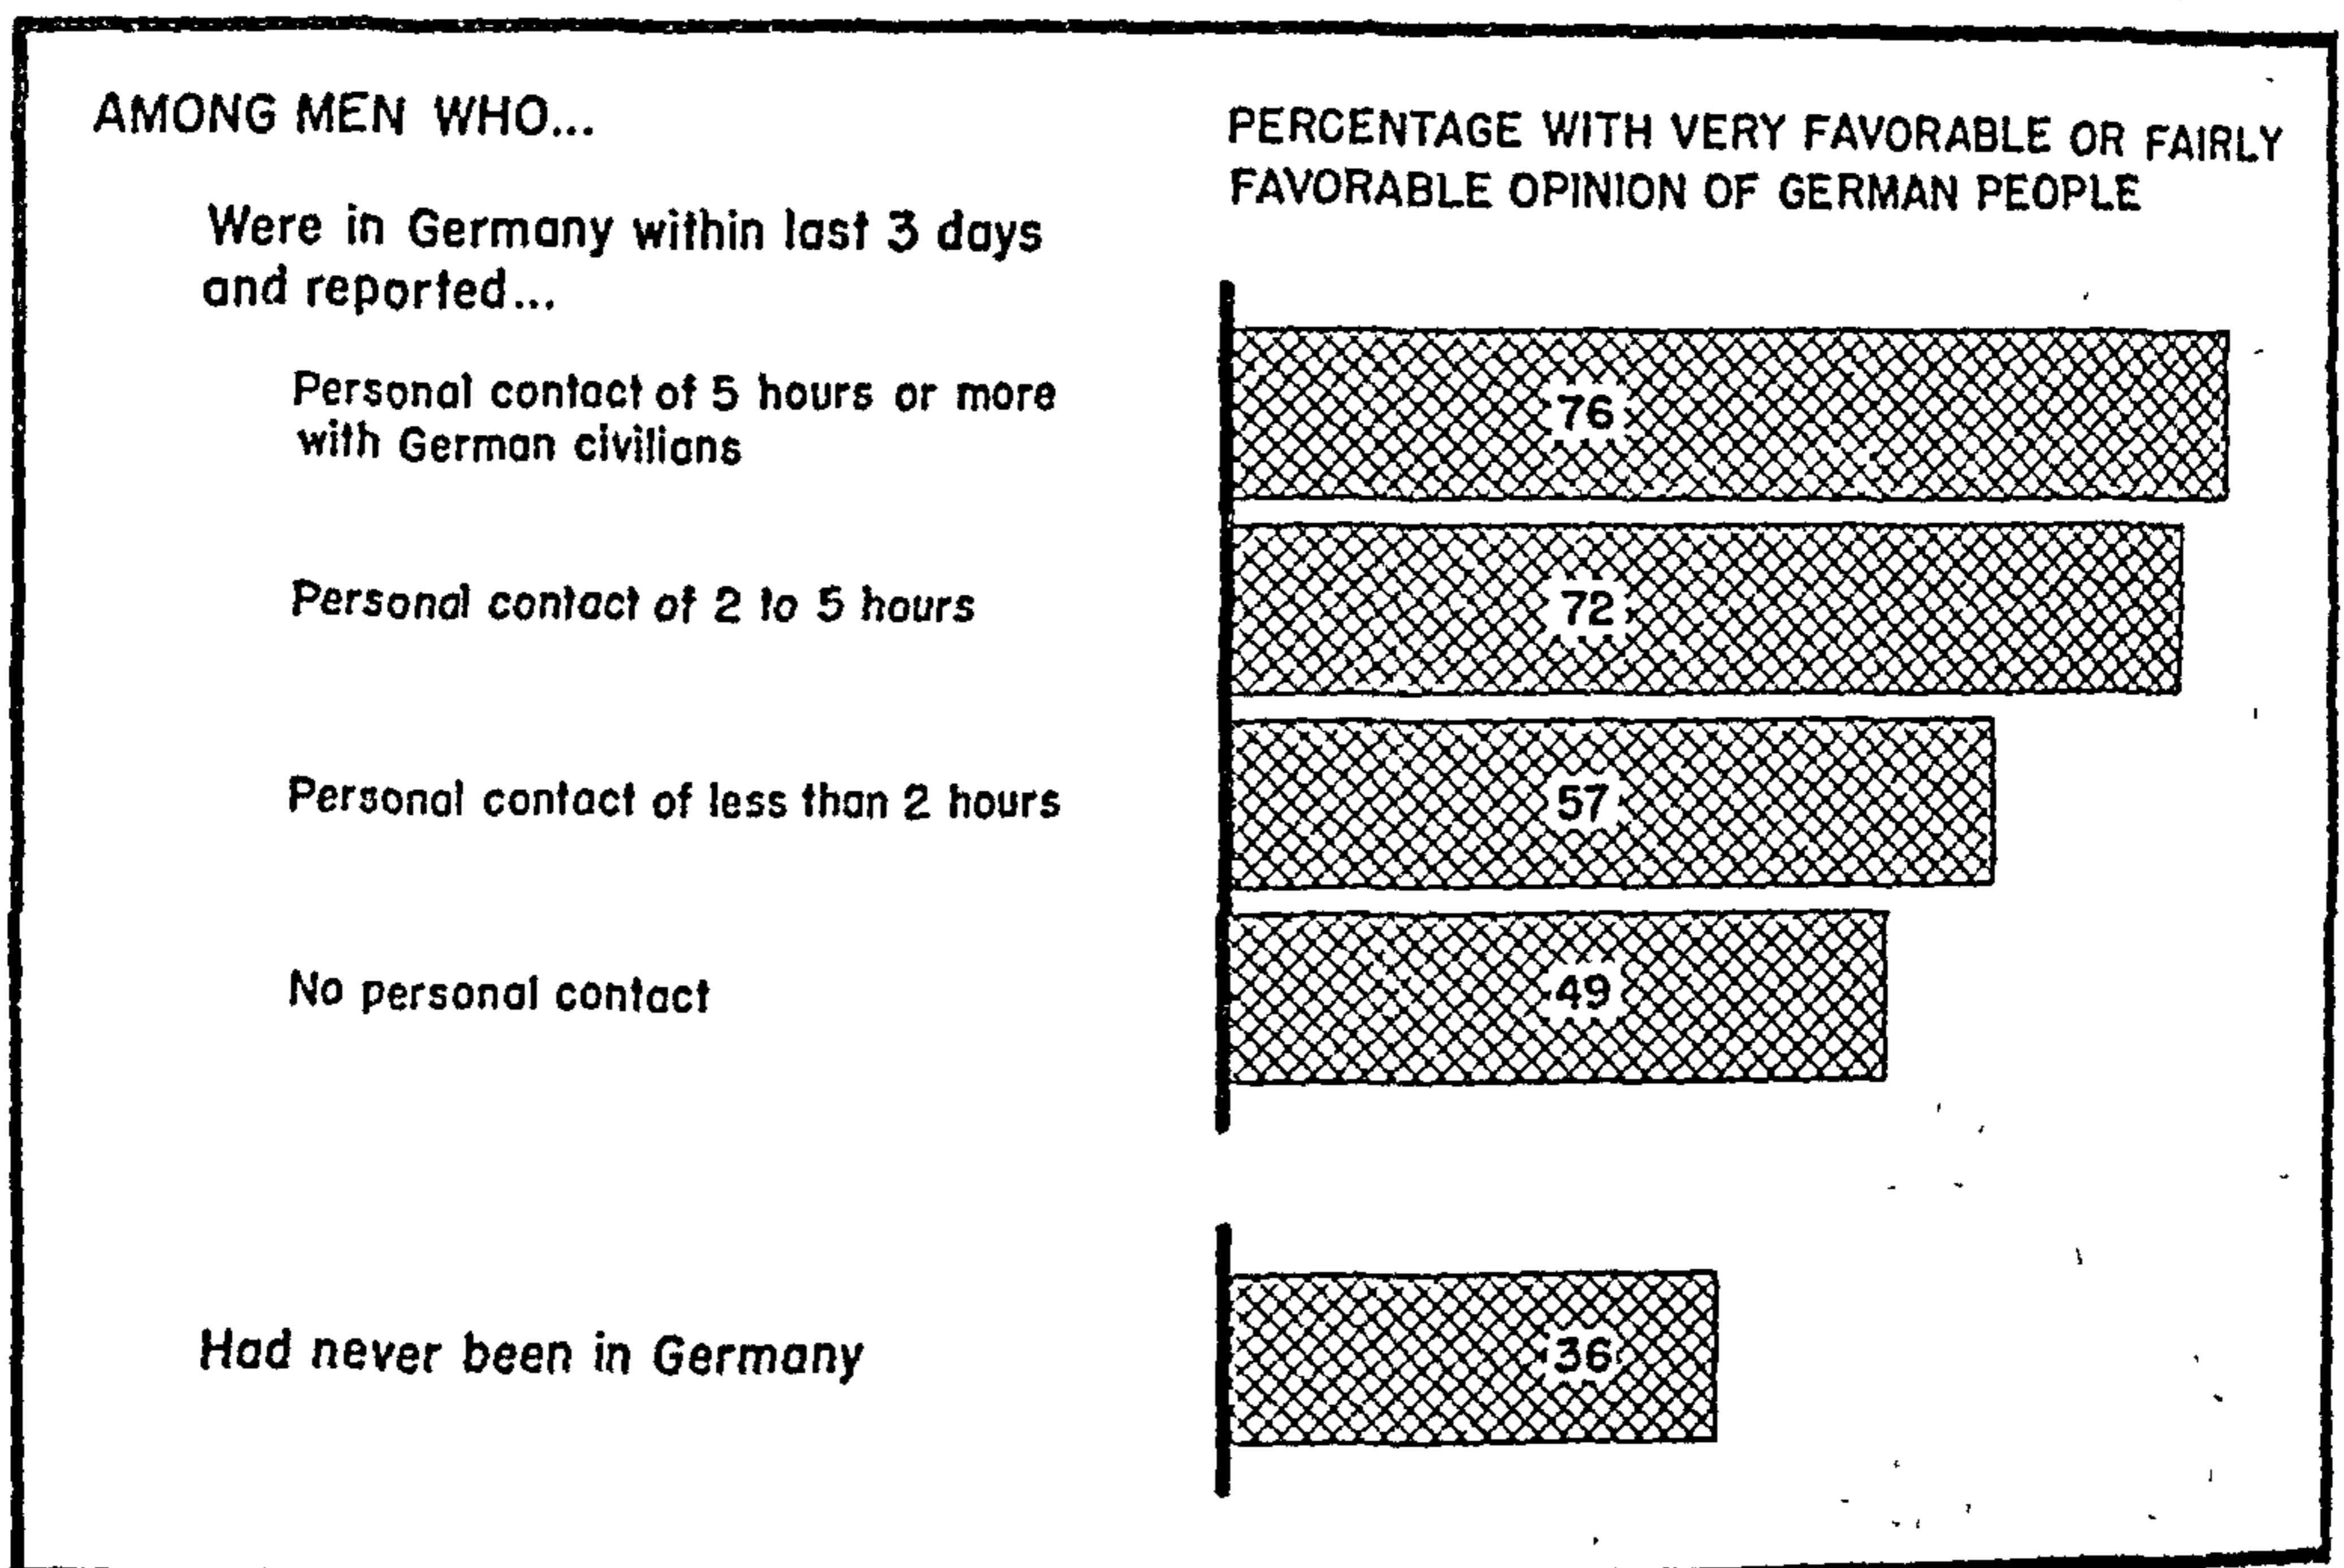 AMONG MEN WHO...
PERCENTAGE WITH VERY FAVORABLE OR FAIRLY
FAVORABLE OPINION OF GERMAN PEOPLE
Were in Germany within last 3 days
and reported...
Personal contact of 5 hours or more
with German civilians
76
Personal contact of 2 to 5 hours
72
Personal contact of less than 2 hours
57
No personal contact
49
Had never been in Germany
36